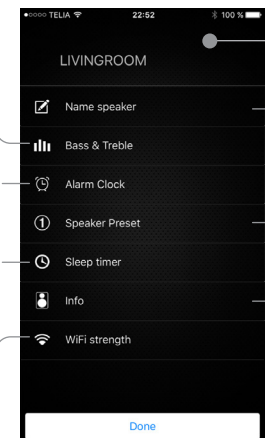 ●○○○○ TELIA 22:52 100 %
LIVINGROOM
Name speaker
Bass & Treble
Alarm Clock
1 Speaker Preset
Sleep timer
Info
WiFi strength
Done